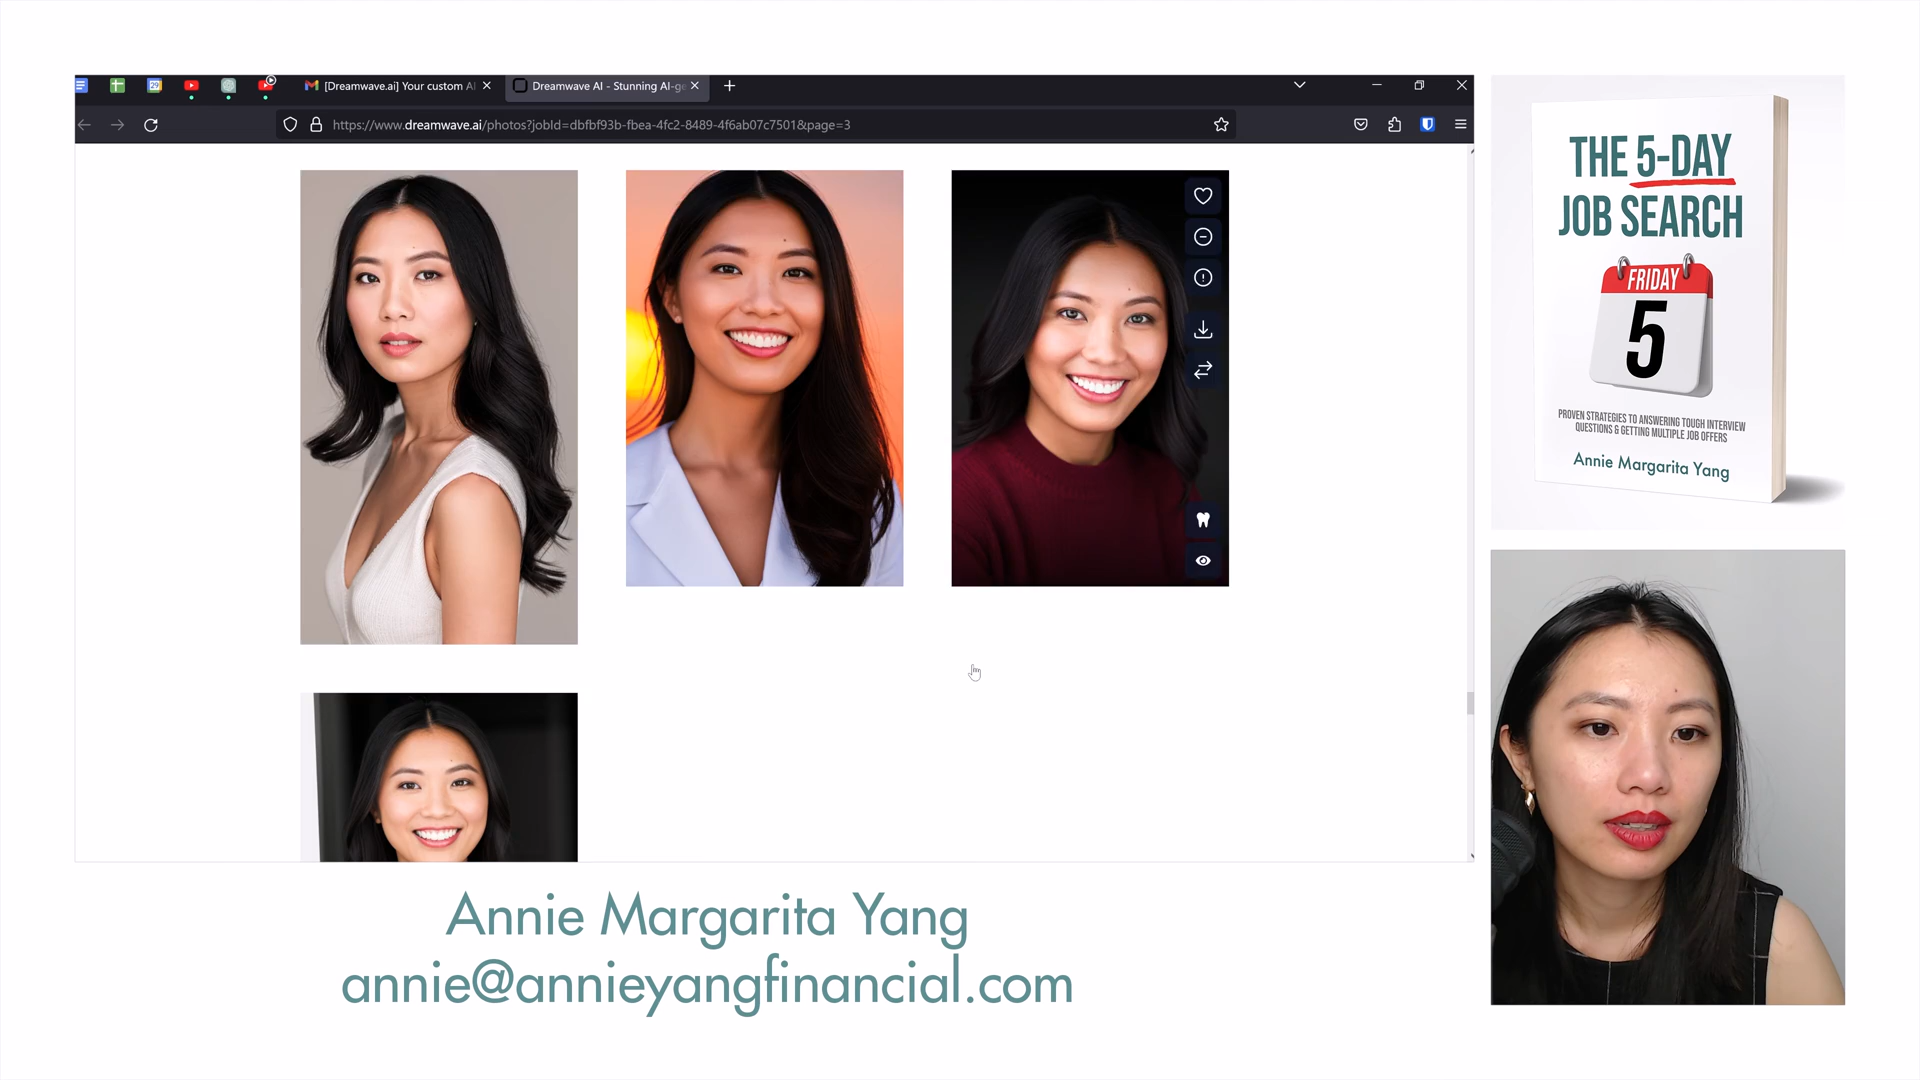 [Dreamwave.ai] Your custom AI
Dreamwave AI - Stunning AI-ge
https://www.dreamwave.ai/photos?jobId=dbfbf93b-fbea-4fc2-8489-4f6ab07c7501&page=3
THE 5-DAY
JOB SEARCH
FRIDAY
5
PROVEN STRATEGIES TO ANSWERING TOUGH INTERVIEW
QUESTIONS & GETTING MULTIPLE JOB OFFERS
Annie Margarita Yang
Annie Margarita Yang
annie@annieyangfinancial.com